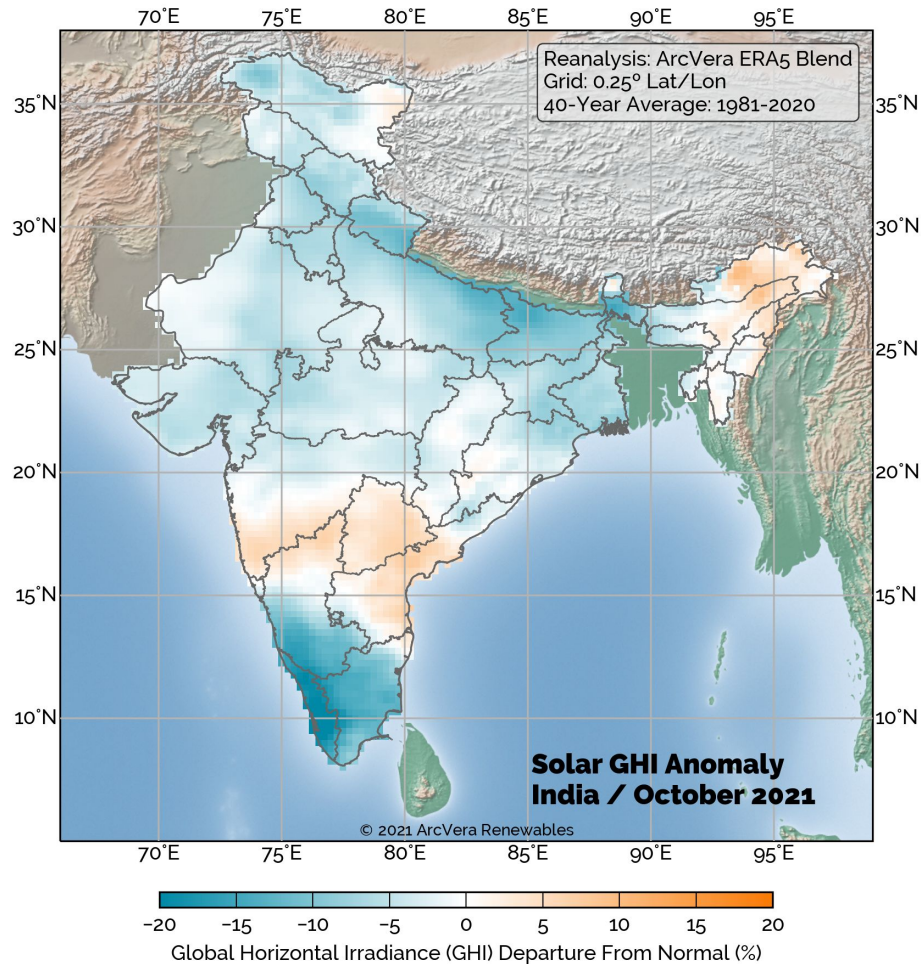 70°E 75°E 80°E 85°E 90°E 95°E
Reanalysis: ArcVera ERA5 Blend
Grid: 0.25º Lat/Lon
40-Year Average: 1981-2020
35°N 35°N
30°N 30°N
25°N 25°N
20°N 20°N
15°N 15°N
10°N 10°N
Solar GHI Anomaly
India / October 2021
© 2021 ArcVera Renewables
70°E 75°E 80°E 85°E 90°E 95°E
−20 −15 −10 −5 0 5 10 15 20
Global Horizontal Irradiance (GHI) Departure From Normal (%)